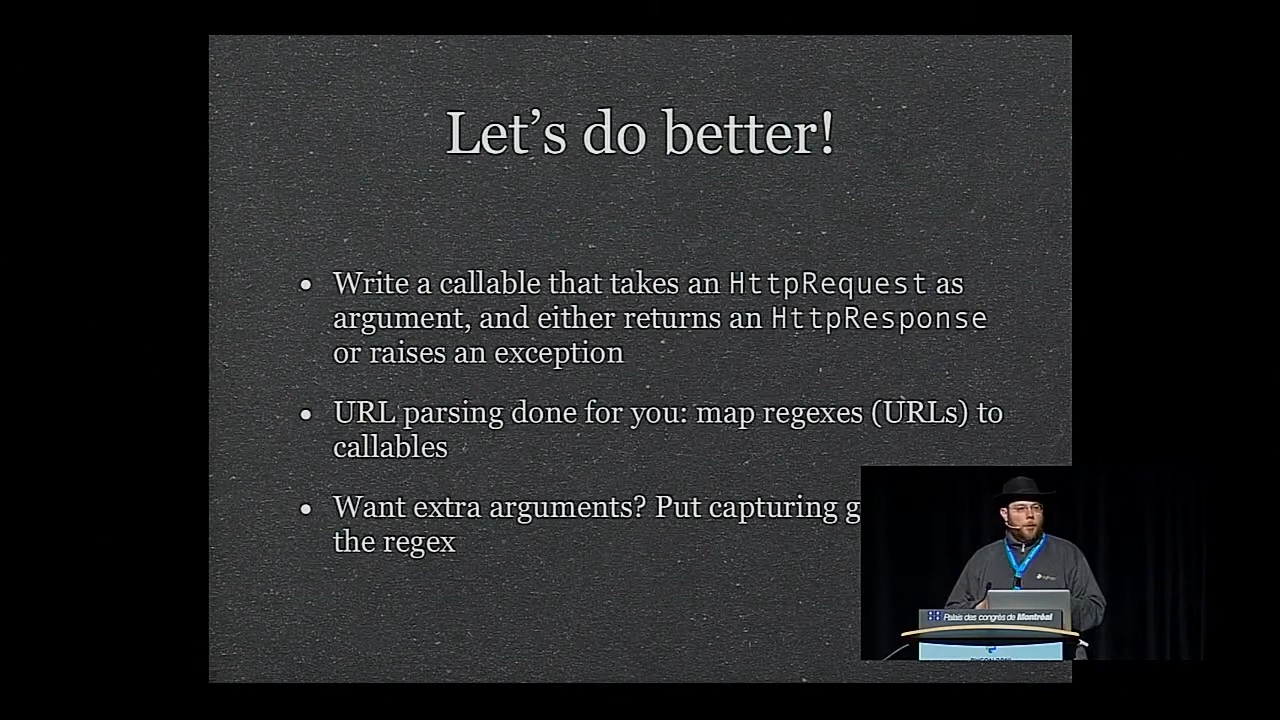 Let’s do better!
• Write a callable that takes an HttpRequest as
argument, and either returns an HttpResponse
or raises an exception
• URL parsing done for you: map regexes (URLs) to
callables
• Want extra arguments? Put capturing
the regex
Palais des congrès de Montréal